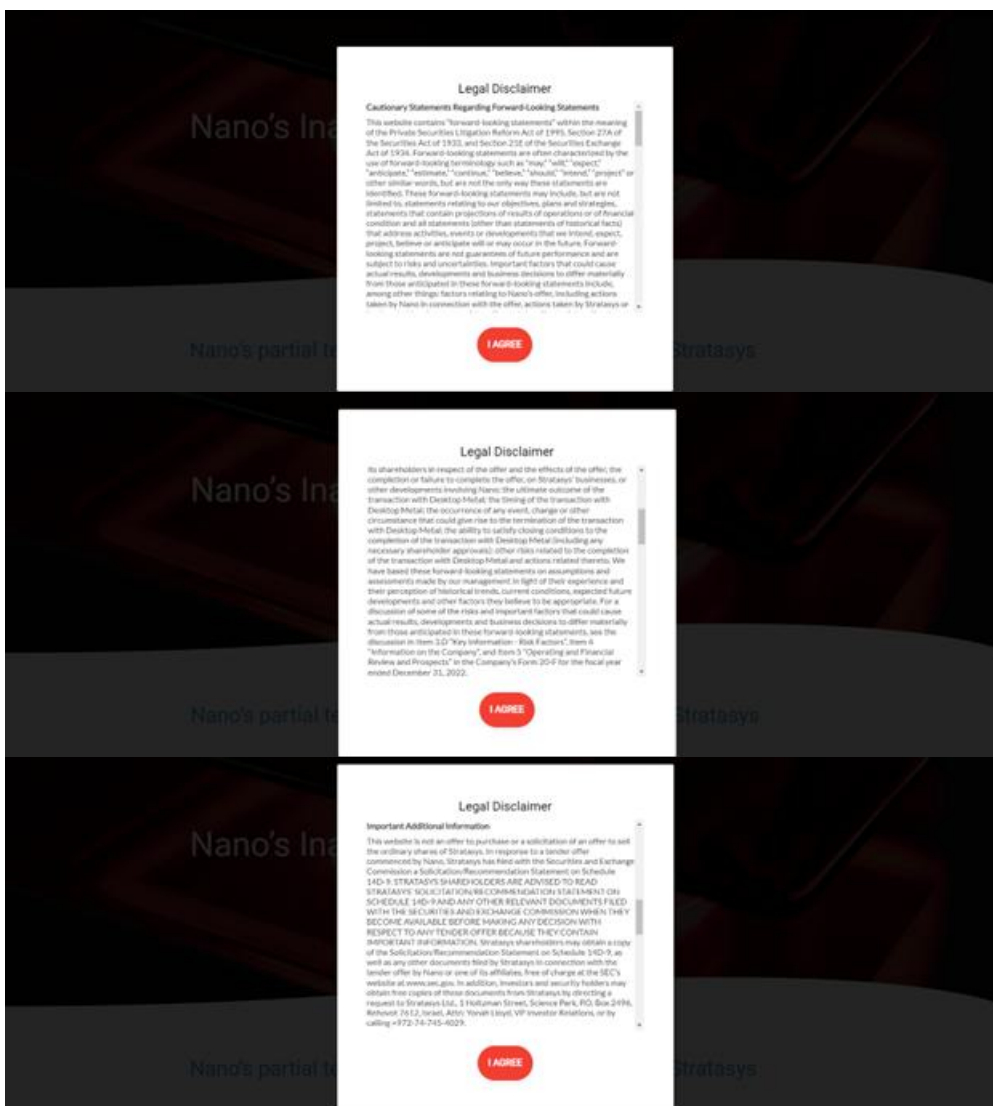 Legal Disclaimer
Cautionary Statements Regarding Forward-Looking Statements
Nano's Ina
This website contains "forward-looking statements" within the meaning
of the Private Securities Litigation Reform Act of 1995, Section 27A of
the Securities Act of 1933, and Section 21E of the Securities Exchange
Act of 1934. Forward-looking statements are often characterized by the
use of forward-looking terminology such as "may," "will," "expect,"
"anticipate," "estimate," "continue," "believe," "should," "intend," "project" or
other similar words, but are not the only way these statements are
identified. These forward-looking statements may include, but are not
limited to, statements relating to our objectives, plans and strategies,
statements that contain projections of results of operations or of financial
condition and all statements (other than statements of historical facts)
that address activities, events or developments that we intend, expect,
project, believe or anticipate will or may occur in the future. Forward-
looking statements are not guarantees of future performance and are
subject to risks and uncertainties. Important factors that could cause
actual results, developments and business decisions to differ materially
from those anticipated in these forward-looking statements include,
among other things: factors relating to Nano's offer, including actions
taken by Nano in connection with the offer, actions taken by Stratasys or
I AGREE
Nano's partial te
Stratasys
Legal Disclaimer
Nano's Ina
its shareholders in respect of the offer and the effects of the offer, the
completion or failure to complete the offer, on Stratasys' businesses, or
other developments involving Nano; the ultimate outcome of the
transaction with Desktop Metal; the timing of the transaction with
Desktop Metal; the occurrence of any event, change or other
circumstance that could give rise to the termination of the transaction
with Desktop Metal; the ability to satisfy closing conditions to the
completion of the transaction with Desktop Metal (including any
necessary shareholder approvals); other risks related to the completion
of the transaction with Desktop Metal and actions related thereto. We
have based these forward-looking statements on assumptions and
assessments made by our management in light of their experience and
their perception of historical trends, current conditions, expected future
developments and other factors they believe to be appropriate. For a
discussion of some of the risks and important factors that could cause
actual results, developments and business decisions to differ materially
from those anticipated in these forward-looking statements, see the
discussion in Item 3.D "Key Information - Risk Factors", Item 4
"Information on the Company", and Item 5 "Operating and Financial
Review and Prospects" in the Company's Form 20-F for the fiscal year
ended December 31, 2022.
I AGREE
Nano's partial te
Stratasys
Legal Disclaimer
Important Additional Information
Nano's Ina
This website is not an offer to purchase or a solicitation of an offer to sell
the ordinary shares of Stratasys. In response to a tender offer
commenced by Nano, Stratasys has filed with the Securities and Exchange
Commission a Solicitation/Recommendation Statement on Schedule
14D-9. STRATASYS SHAREHOLDERS ARE ADVISED TO READ
STRATASYS' SOLICITATION/RECOMMENDATION STATEMENT ON
SCHEDULE 14D-9 AND ANY OTHER RELEVANT DOCUMENTS FILED
WITH THE SECURITIES AND EXCHANGE COMMISSION WHEN THEY
BECOME AVAILABLE BEFORE MAKING ANY DECISION WITH
RESPECT TO ANY TENDER OFFER BECAUSE THEY CONTAIN
IMPORTANT INFORMATION. Stratasys shareholders may obtain a copy
of the Solicitation/Recommendation Statement on Schedule 14D-9, as
well as any other documents filed by Stratasys in connection with the
tender offer by Nano or one of its affiliates, free of charge at the SEC's
website at www.sec.gov. In addition, investors and security holders may
obtain free copies of these documents from Stratasys by directing a
request to Stratasys Ltd., 1 Holtzman Street, Science Park, P.O. Box 2496,
Rehovot 7612, Israel, Attn: Yonah Lloyd, VP Investor Relations, or by
calling +972-74-745-4029.
I AGREE
Nano's partial te
Stratasys